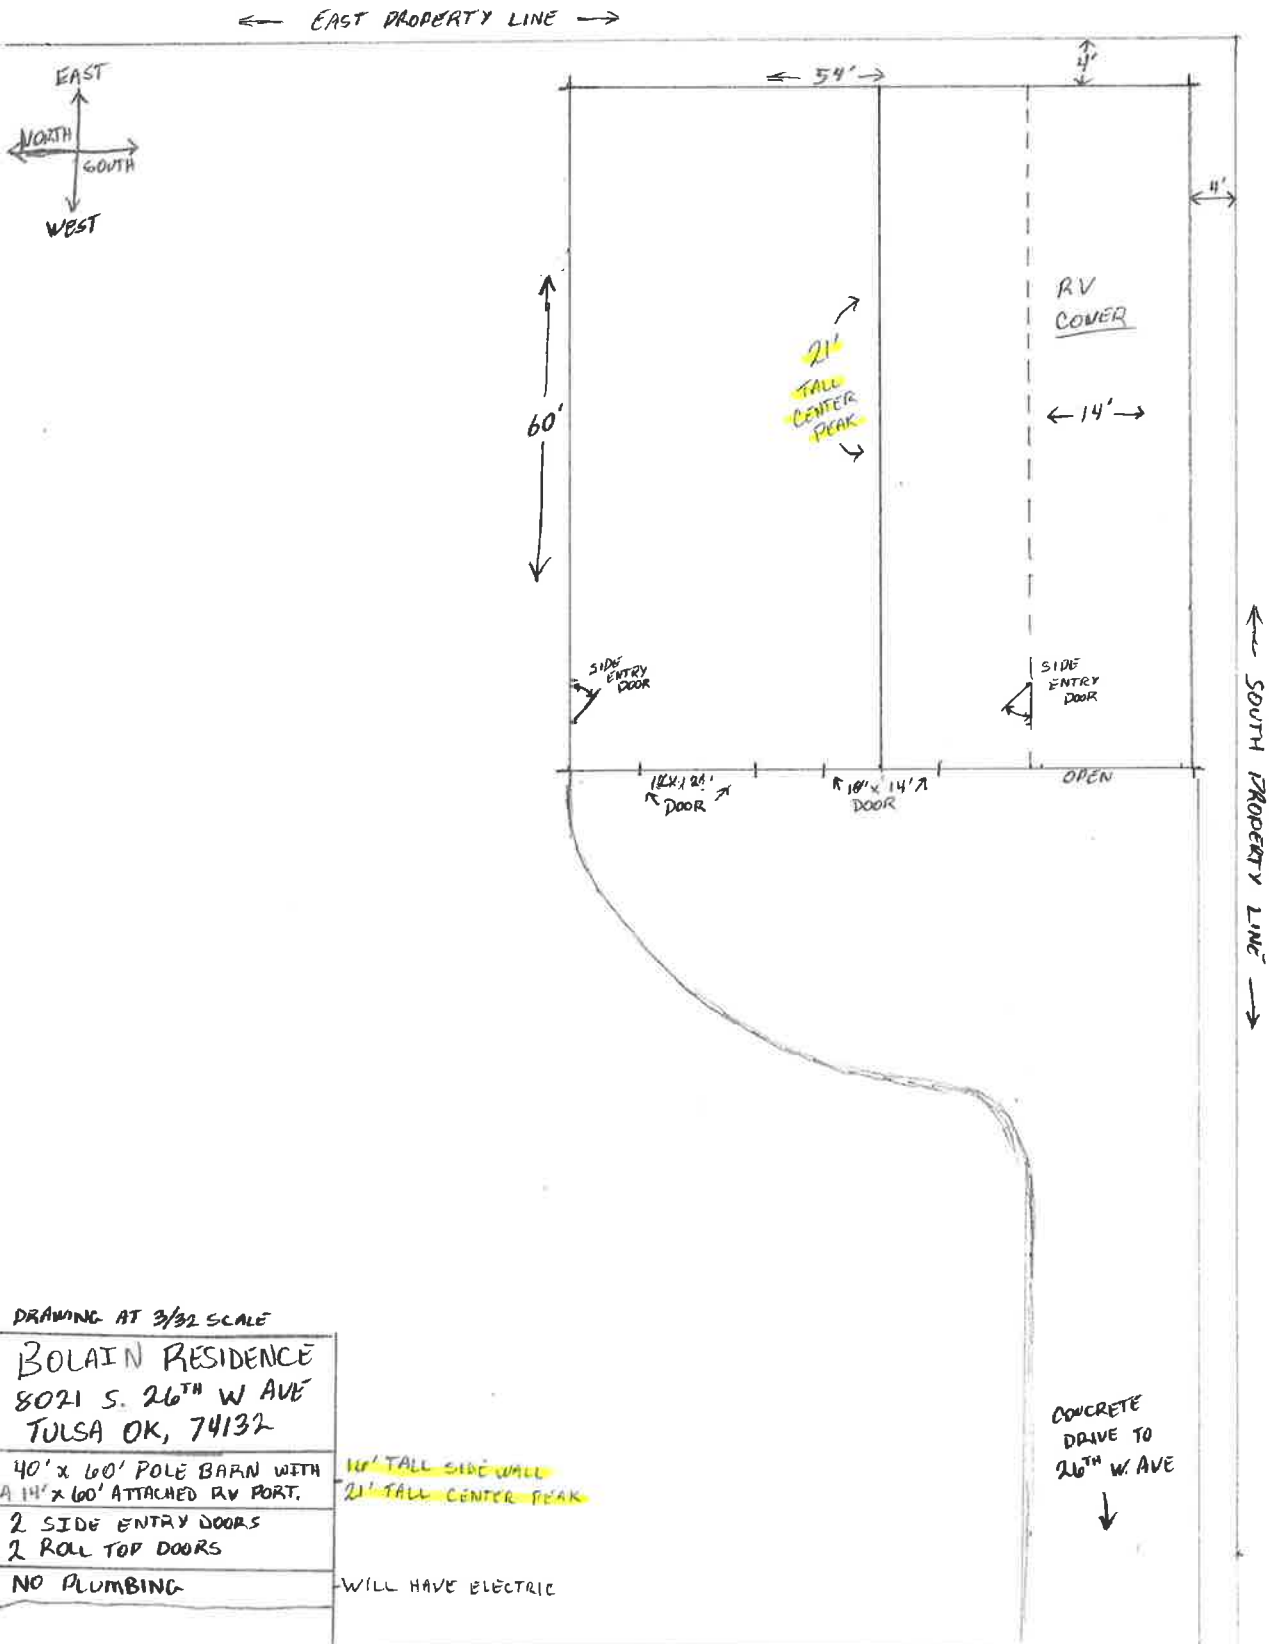 ← EAST PROPERTY LINE →
EAST
NORTH
SOUTH
WEST
← 54' →
4'
4'
RV
COVER
← 14' →
21'
TALL
CENTER
PEAK
60'
SIDE
ENTRY
DOOR
SIDE
ENTRY
DOOR
DOOR
10' x 14'
DOOR
OPEN
← SOUTH PROPERTY LINE →
DRAWING AT 3/32 SCALE
BOLAIN RESIDENCE
8021 S. 26TH W AVE
TULSA OK, 74132
40' x 60' POLE BARN WITH
A 14' x 60' ATTACHED RV PORT.
16' TALL SIDE WALL
21' TALL CENTER PEAK
2 SIDE ENTRY DOORS
2 ROLL TOP DOORS
NO PLUMBING
-WILL HAVE ELECTRIC
CONCRETE
DRIVE TO
26TH W. AVE